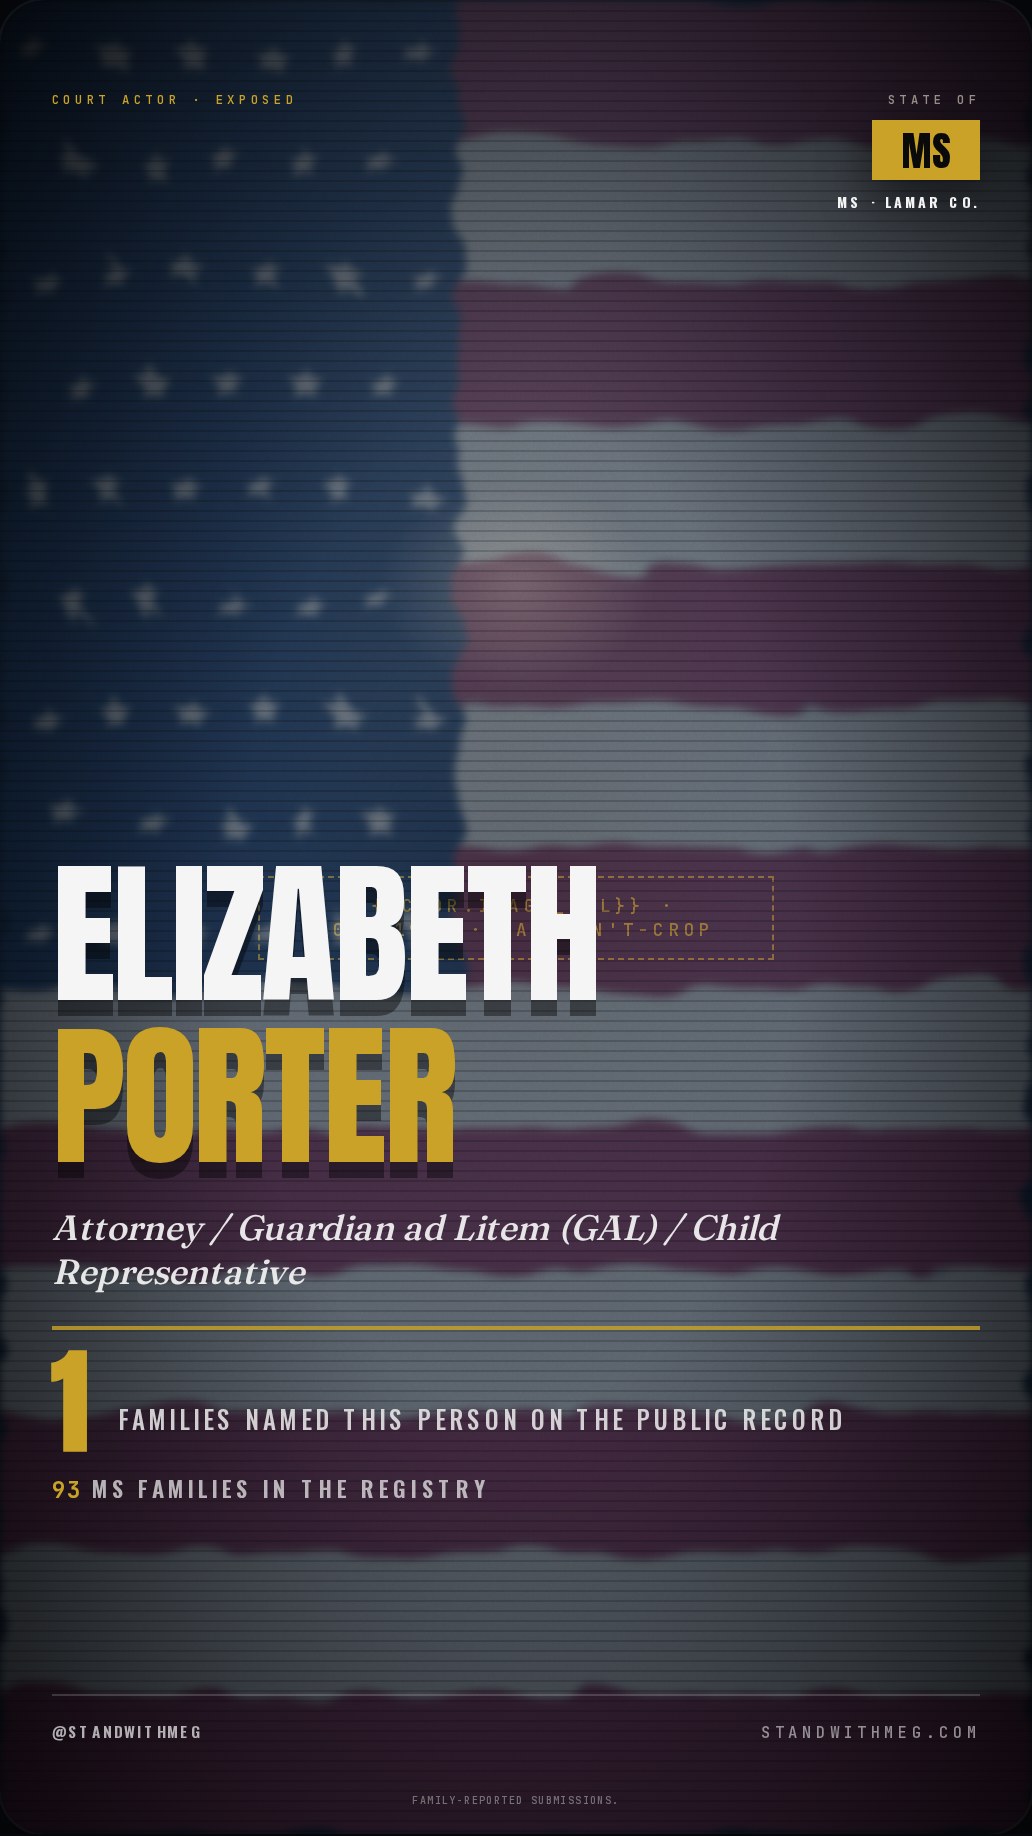 COURT ACTOR · EXPOSED
STATE OF
MS
MS · LAMAR CO.
ELIZABETH
PORTER
Attorney / Guardian ad Litem (GAL) / Child
Representative
1 FAMILIES NAMED THIS PERSON ON THE PUBLIC RECORD
93 MS FAMILIES IN THE REGISTRY
@STANDWITHMEG
STANDWITHMEG.COM
FAMILY-REPORTED SUBMISSIONS.